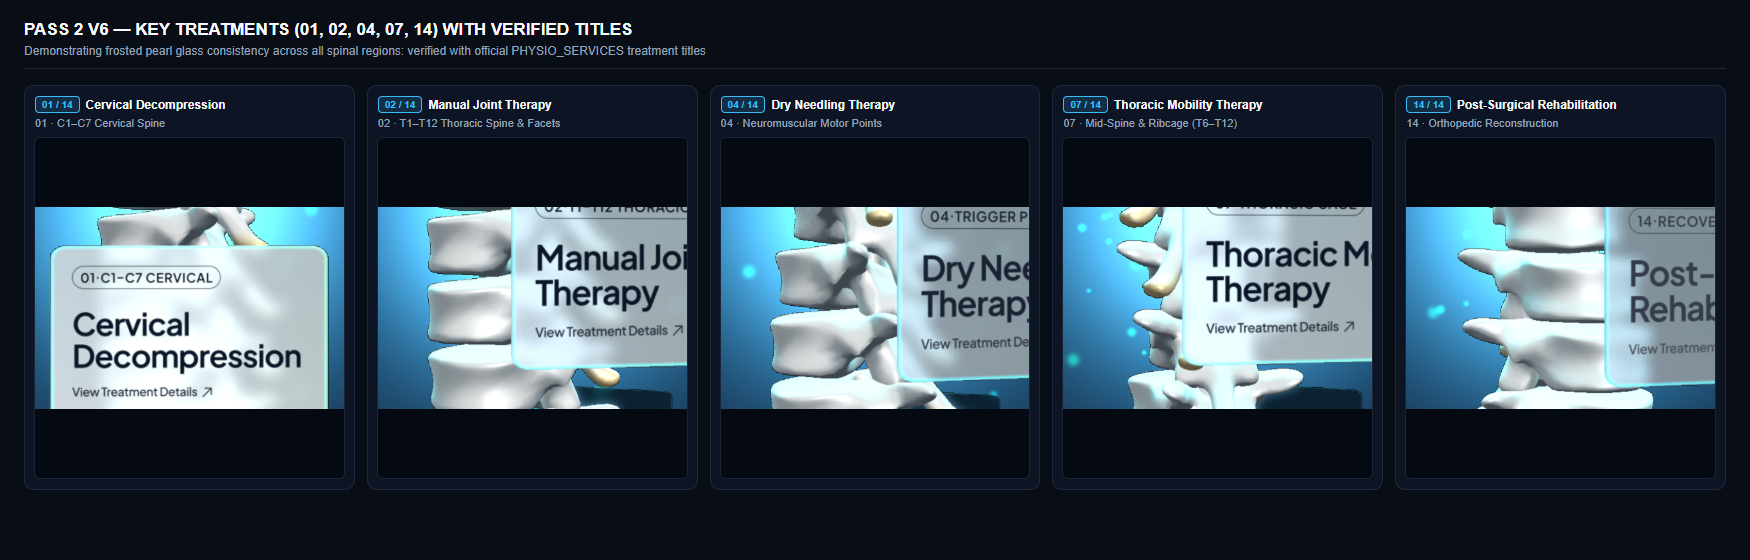 PASS 2 V6 — KEY TREATMENTS (01, 02, 04, 07, 14) WITH VERIFIED TITLES
Demonstrating frosted pearl glass consistency across all spinal regions: verified with official PHYSIO_SERVICES treatment titles
01 / 14 Cervical Decompression
01 · C1–C7 Cervical Spine
01·C1-C7 CERVICAL
Cervical
Decompression
View Treatment Details ↗
02 / 14 Manual Joint Therapy
02 · T1–T12 Thoracic Spine & Facets
02·T1-T12 THORACIC
Manual Joi
Therapy
View Treatment Details ↗
04 / 14 Dry Needling Therapy
04 · Neuromuscular Motor Points
04·TRIGGER P
Dry Nee
Therapy
View Treatment De
07 / 14 Thoracic Mobility Therapy
07 · Mid-Spine & Ribcage (T6–T12)
Thoracic M
Therapy
View Treatment Details ↗
14 / 14 Post-Surgical Rehabilitation
14 · Orthopedic Reconstruction
14·RECOVE
Post-
Rehab
View Treatment